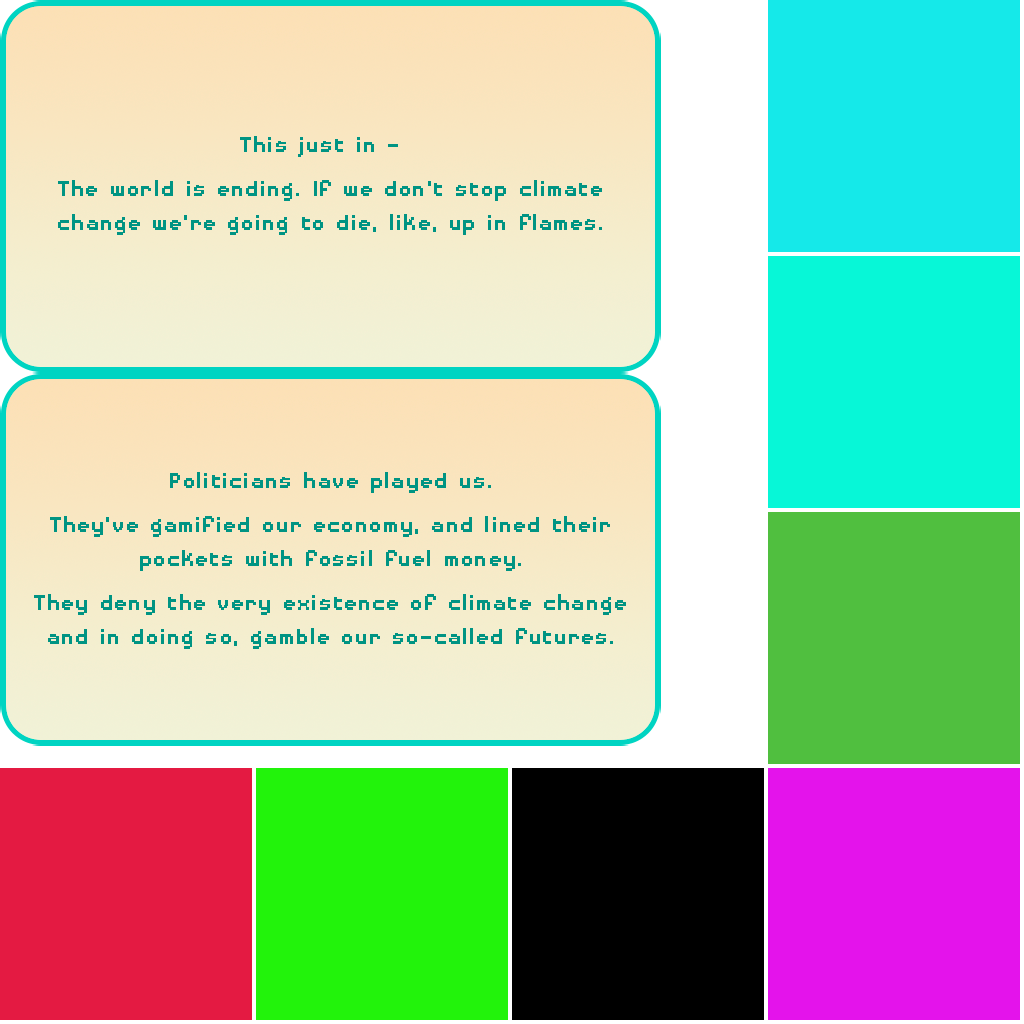 This just in -
The world is ending. If we don't stop climate
change we're going to die, like, up in flames.
Politicians have played us.
They've gamified our economy, and lined their
pockets with fossil fuel money.
They deny the very existence of climate change
and in doing so, gamble our so-called futures.